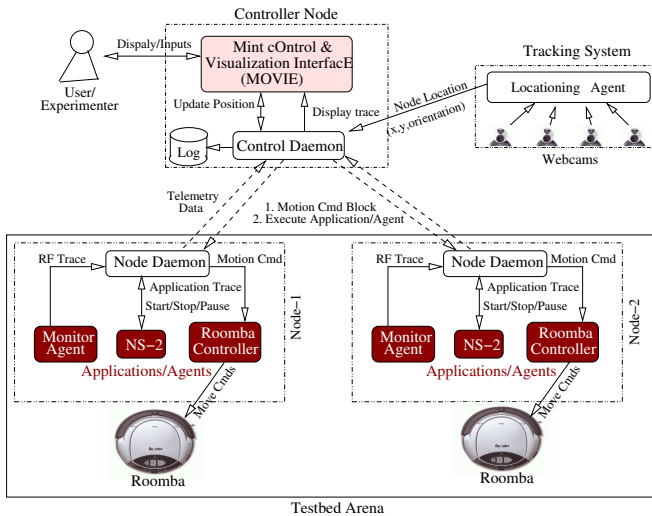 Controller Node
Dispaly/Inputs
Mint cOntrol &
Visualization InterfacE
(MOVIE)
User/
Experimenter
Tracking System
Locationing Agent
Node Location
(x,y,orientation)
Webcams
Update Position
Display trace
Log
Control Daemon
Telemetry
Data
1. Motion Cmd Block
2. Execute Application/Agent
Node Daemon
RF Trace
Motion Cmd
Application Trace
Start/Stop/Pause
Monitor
Agent
NS-2
Roomba
Controller
Applications/Agents
Move Cmds
Roomba
Node-1
Node Daemon
RF Trace
Motion Cmd
Application Trace
Start/Stop/Pause
Monitor
Agent
NS-2
Roomba
Controller
Applications/Agents
Move Cmds
Roomba
Node-2
Testbed Arena